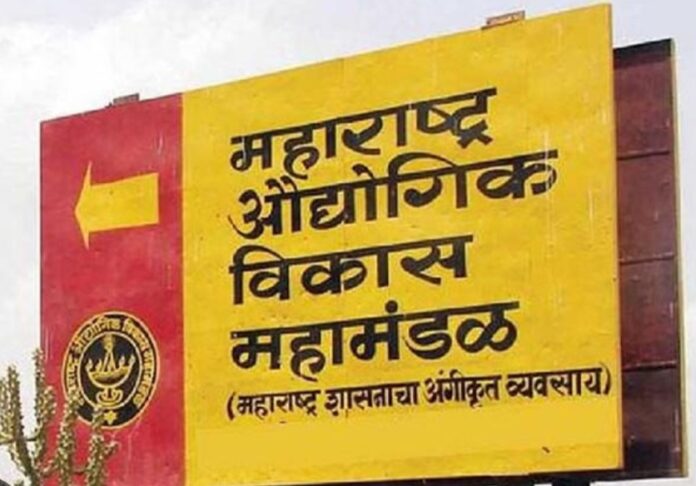 महाराष्ट्र
औद्योगिक
विकास
महामंडळ
(महाराष्ट्र शासनाचा अंगीकृत व्यवसाय)